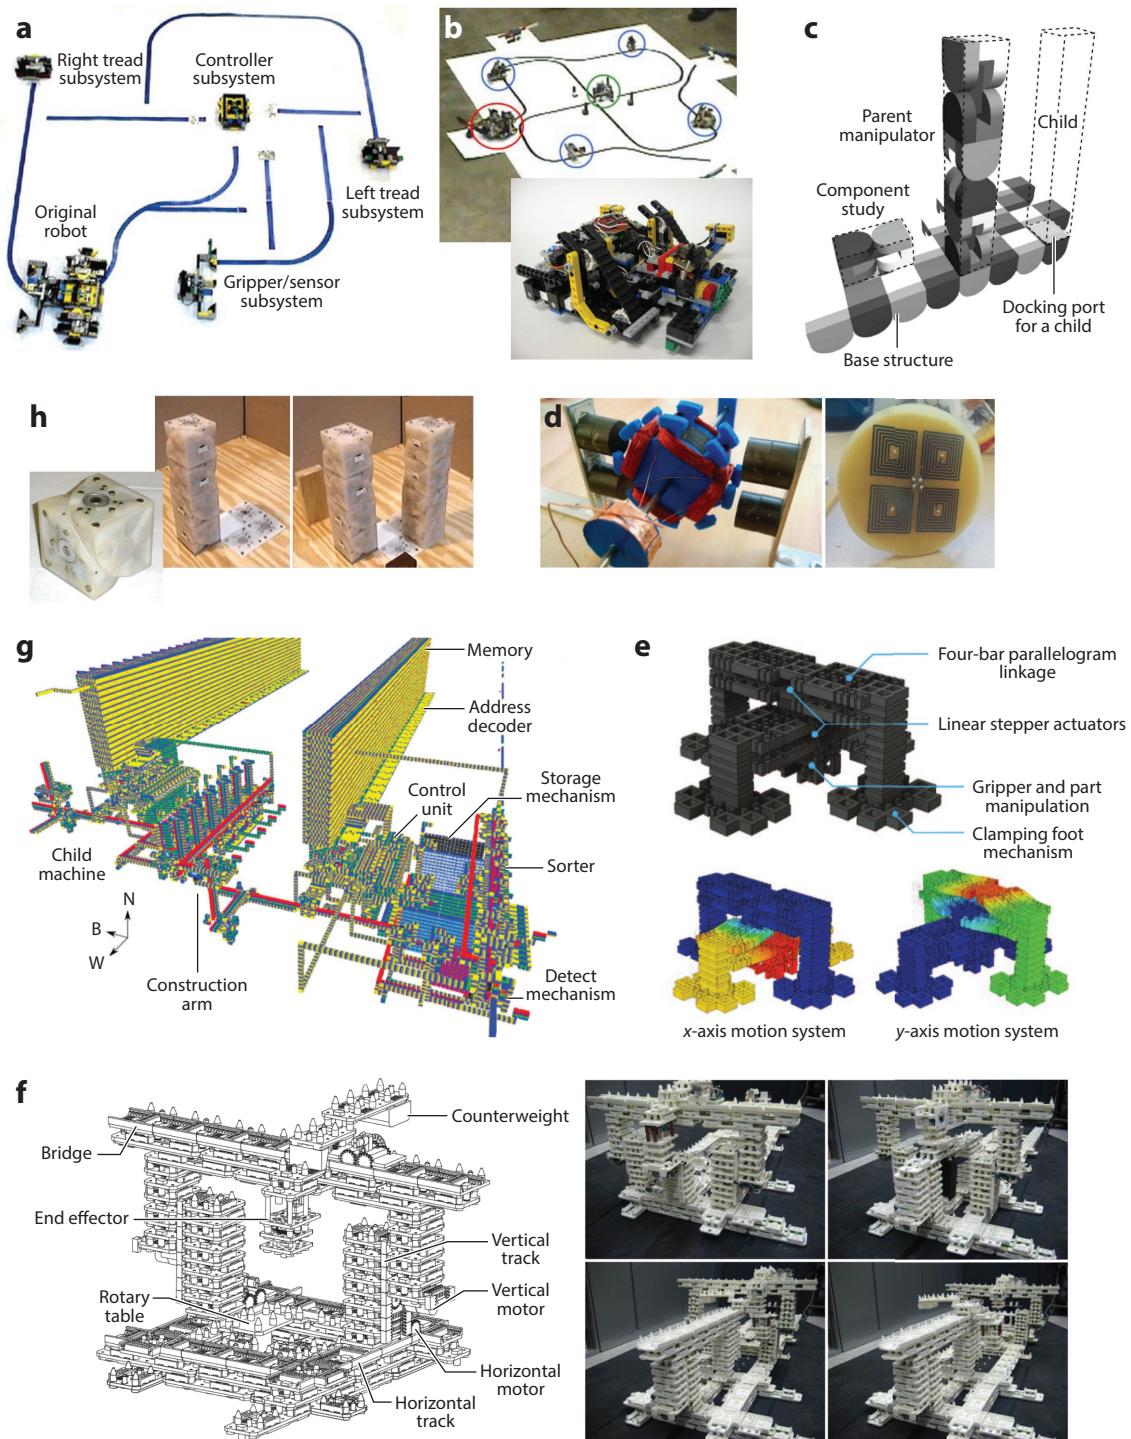 a
Right tread
subsystem
Controller
subsystem
Original
robot
Left tread
subsystem
Gripper/sensor
subsystem
b
c
Parent
manipulator
Child
Component
study
Docking port
for a child
Base structure
h
d
g
Memory
Address
decoder
Storage
mechanism
Control
unit
Sorter
Child
machine
N
B
W
Construction
arm
Detect
mechanism
e
Four-bar parallelogram
linkage
Linear stepper actuators
Gripper and part
manipulation
Clamping foot
mechanism
x-axis motion system
y-axis motion system
f
Counterweight
Bridge
End effector
Vertical
track
Rotary
table
Vertical
motor
Horizontal
motor
Horizontal
track